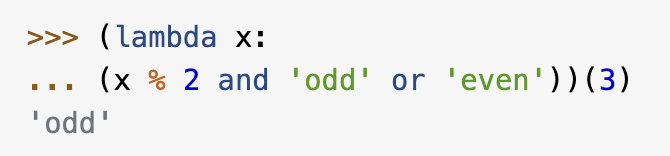 >>> (lambda x:
... (x % 2 and 'odd' or 'even'))(3)
'odd'